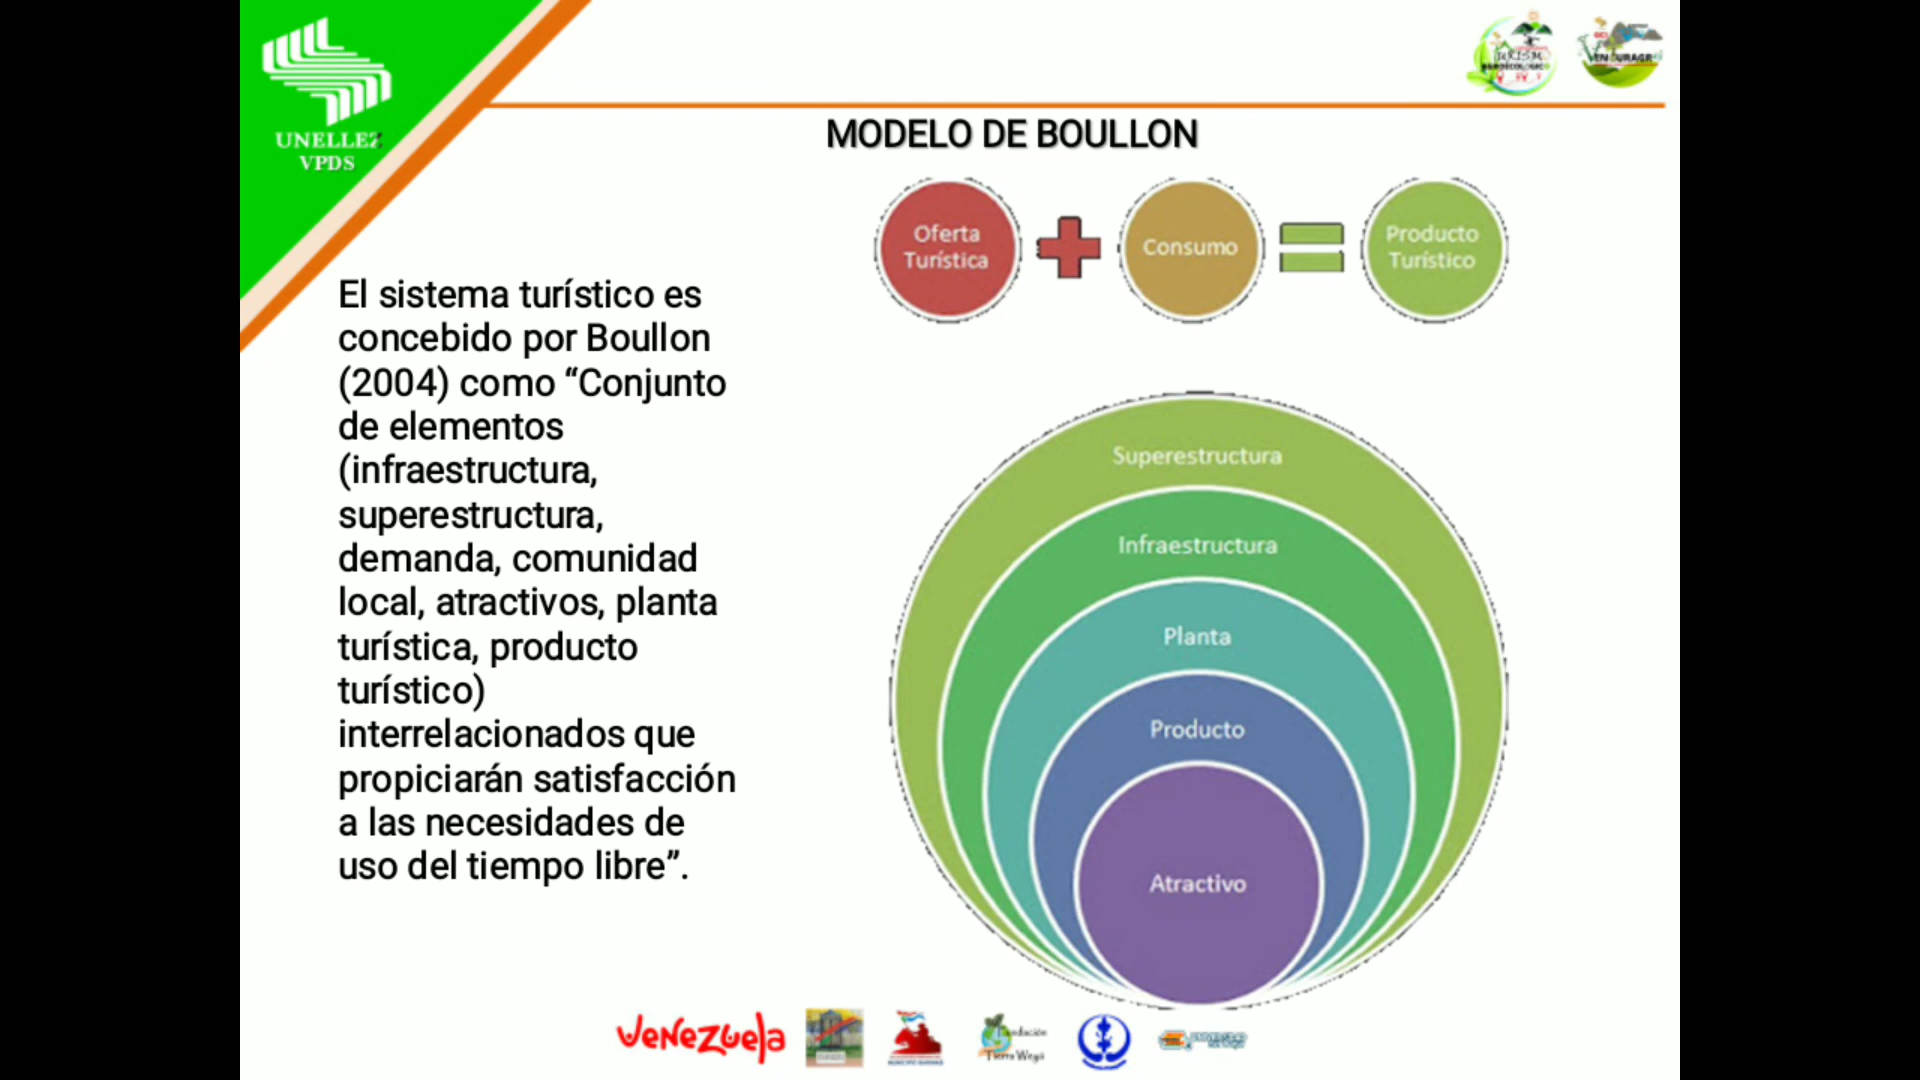 UNELLEZ
VPDS
MODELO DE BOULLON
Oferta
Turística
Consumo
Producto
Turístico
El sistema turístico es
concebido por Boullon
(2004) como “Conjunto
de elementos
(infraestructura,
superestructura,
demanda, comunidad
local, atractivos, planta
turística, producto
turístico)
interrelacionados que
propiciarán satisfacción
a las necesidades de
uso del tiempo libre”.
Superestructura
Infraestructura
Planta
Producto
Atractivo
Venezuela